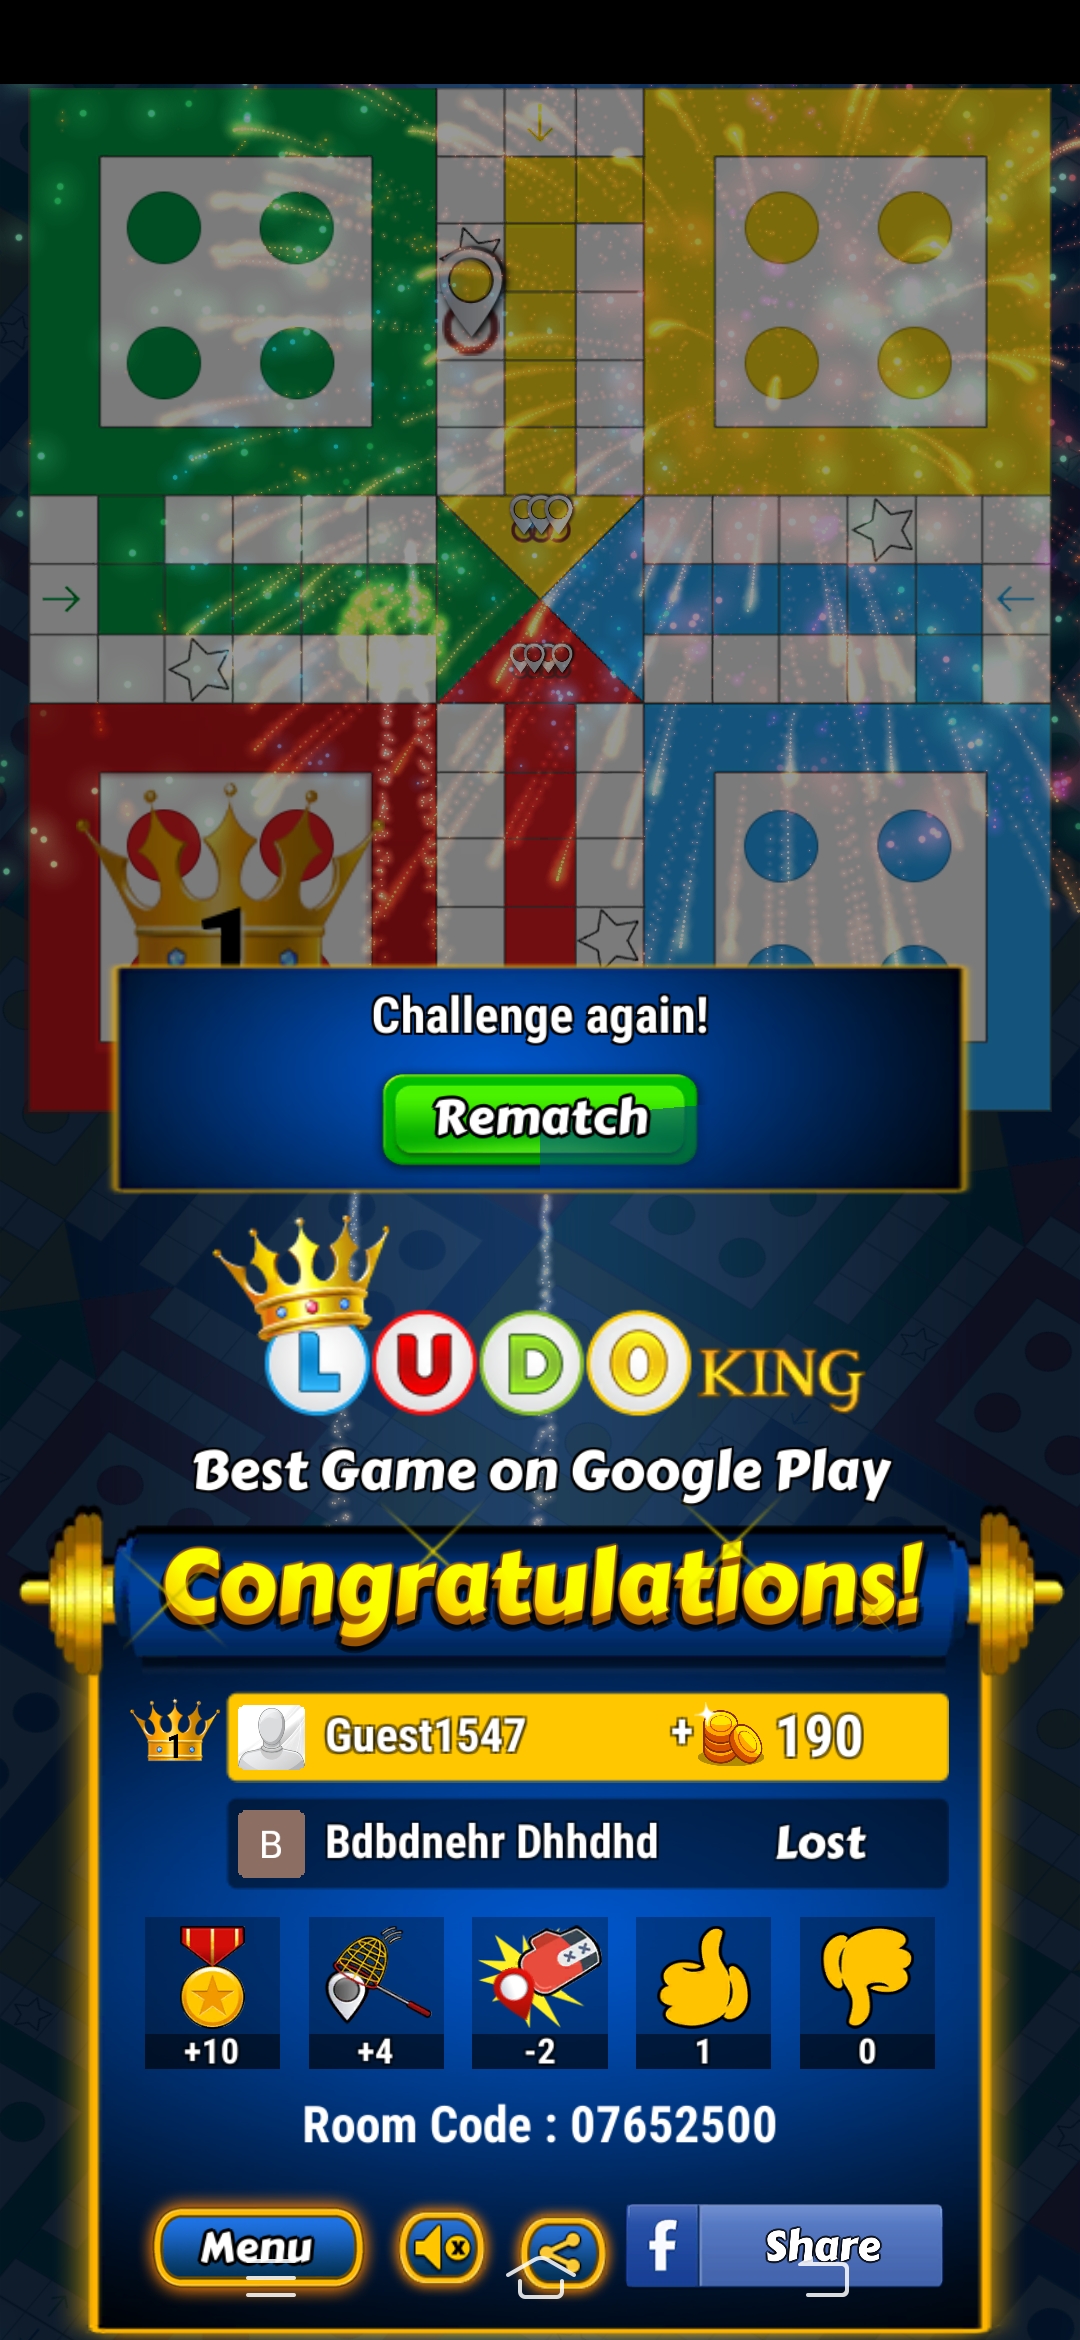 1
Challenge again!
Rematch
LUDO KING
Best Game on Google Play
Congratulations!
1 Guest1547 + 190
B Bdbdnehr Dhhdhd Lost
+10 +4 -2 1 0
Room Code : 07652500
Menu f Share